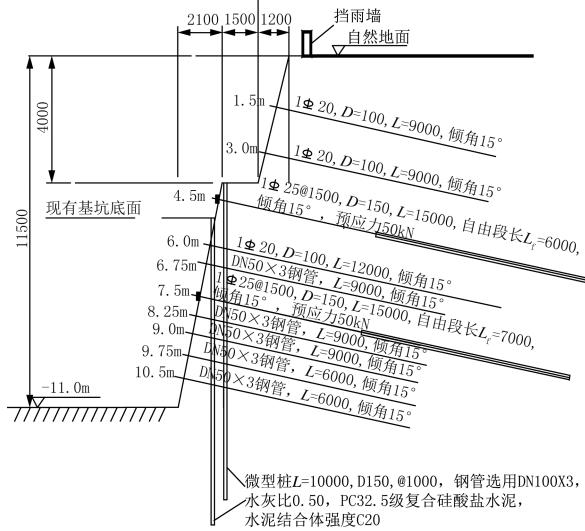 2100 1500 1200
挡雨墙
自然地面
4000
11500
1.5m
1Φ20, D=100, L=9000, 倾角15°
3.0m
1Φ20, D=100, L=9000, 倾角15°
4.5m
1Φ25@1500, D=150, L=15000, 自由段长Lf=6000,
倾角15°, 预应力50kN
现有基坑底面
6.0m
1Φ20, D=100, L=12000, 倾角15°
6.75m
DN50×3钢管, L=9000, 倾角15°
7.5m
1Φ25@1500, D=150, L=15000, 自由段长Lf=7000,
倾角15°, 预应力50kN
8.25m
DN50×3钢管, L=9000, 倾角15°
9.0m
DN50×3钢管, L=9000, 倾角15°
9.75m
DN50×3钢管, L=6000, 倾角15°
10.5m
DN50×3钢管, L=6000, 倾角15°
-11.0m
微型桩L=10000, D150, @1000, 钢管选用DN100X3,
水灰比0.50, PC32.5级复合硅酸盐水泥,
水泥结合体强度C20